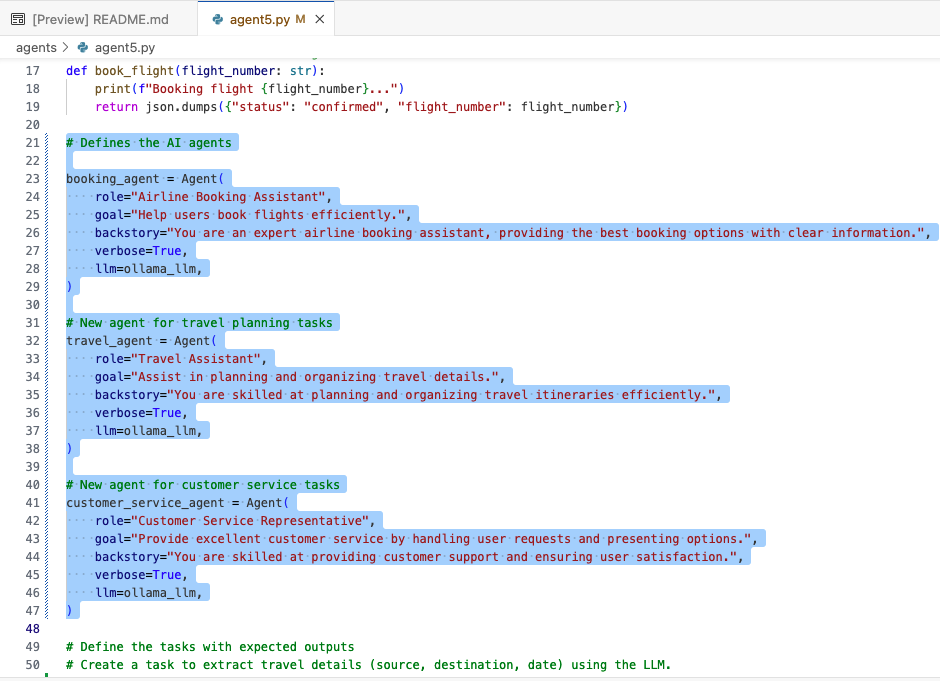 [Preview] README.md
agent5.py M
agents > agent5.py
17 def book_flight(flight_number: str):
18     print(f"Booking flight {flight_number}...")
19     return json.dumps({"status": "confirmed", "flight_number": flight_number})
20
21 # Defines the AI agents
22
23 booking_agent = Agent(
24     role="Airline Booking Assistant",
25     goal="Help users book flights efficiently.",
26     backstory="You are an expert airline booking assistant, providing the best booking options with clear information.",
27     verbose=True,
28     llm=ollama_llm,
29 )
30
31 # New agent for travel planning tasks
32 travel_agent = Agent(
33     role="Travel Assistant",
34     goal="Assist in planning and organizing travel details.",
35     backstory="You are skilled at planning and organizing travel itineraries efficiently.",
36     verbose=True,
37     llm=ollama_llm,
38 )
39
40 # New agent for customer service tasks
41 customer_service_agent = Agent(
42     role="Customer Service Representative",
43     goal="Provide excellent customer service by handling user requests and presenting options.",
44     backstory="You are skilled at providing customer support and ensuring user satisfaction.",
45     verbose=True,
46     llm=ollama_llm,
47 )
48
49 # Define the tasks with expected outputs
50 # Create a task to extract travel details (source, destination, date) using the LLM.